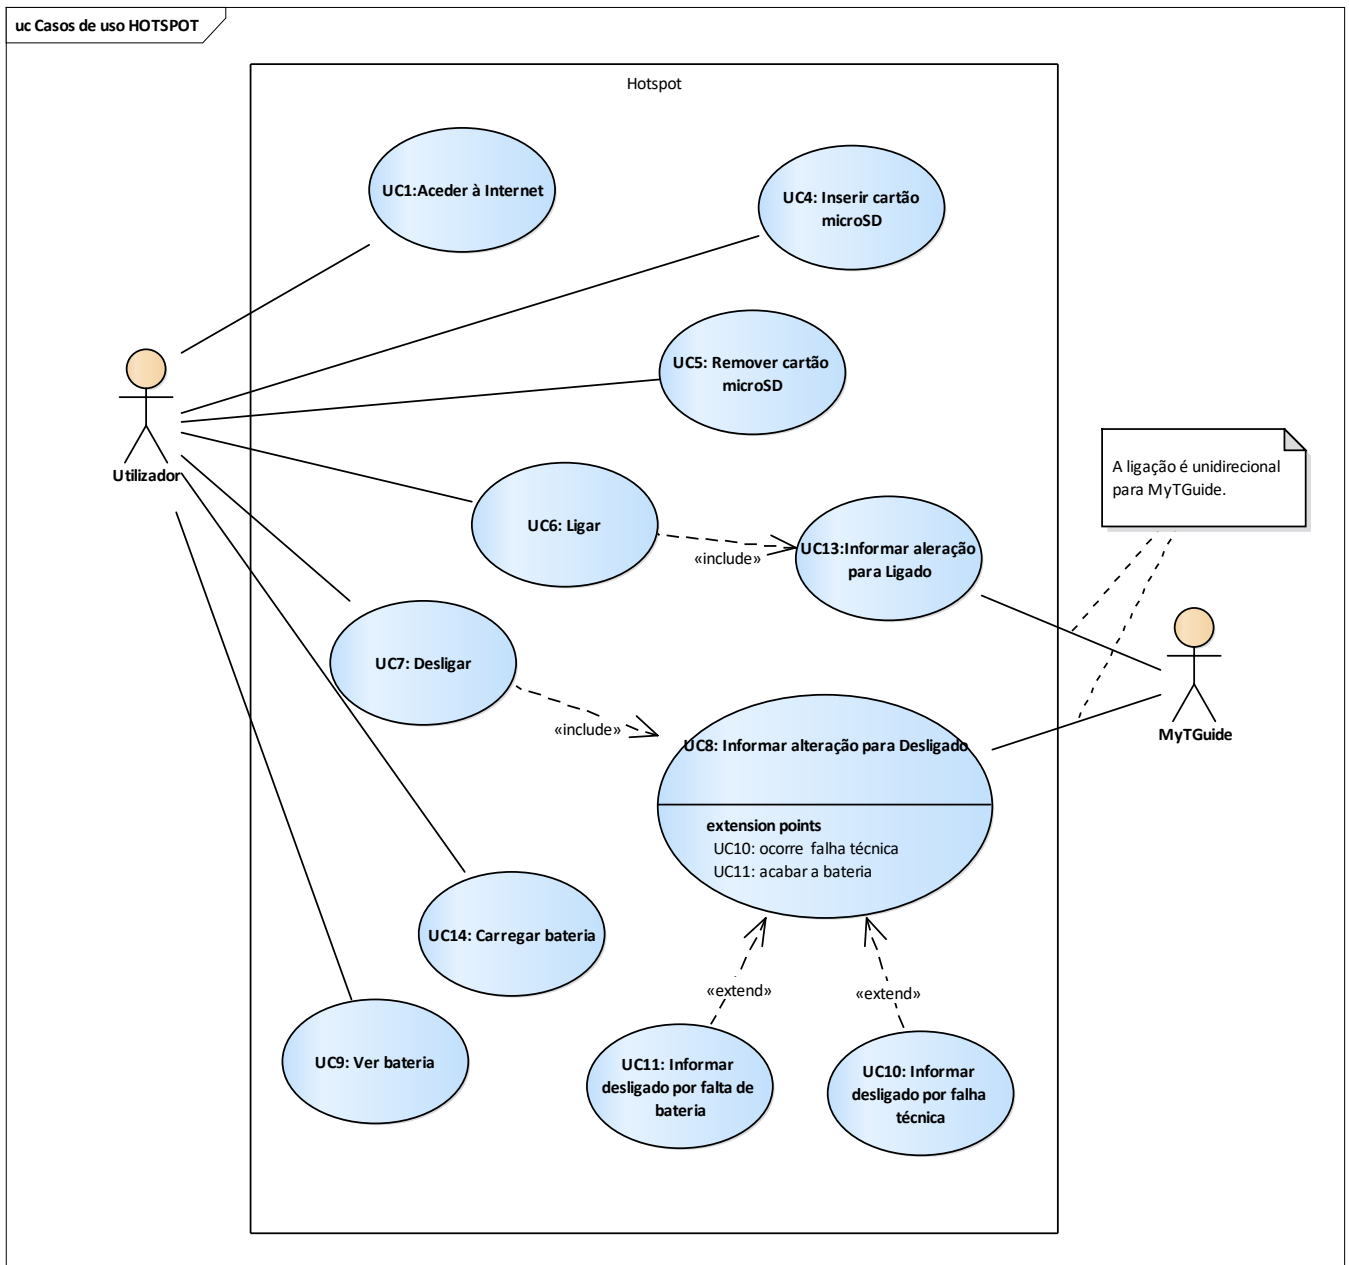 uc Casos de uso HOTSPOT
Hotspot
UC1:Aceder à Internet
UC4: Inserir cartão
microSD
UC5: Remover cartão
microSD
Utilizador
A ligação é unidirecional
para MyTGuide.
UC6: Ligar
«include»
UC13:Informar aleração
para Ligado
UC7: Desligar
«include»
MyTGuide
UC8: Informar alteração para Desligado
extension points
UC10: ocorre falha técnica
UC11: acabar a bateria
UC14: Carregar bateria
«extend»
«extend»
UC9: Ver bateria
UC11: Informar
desligado por falta de
bateria
UC10: Informar
desligado por falha
técnica